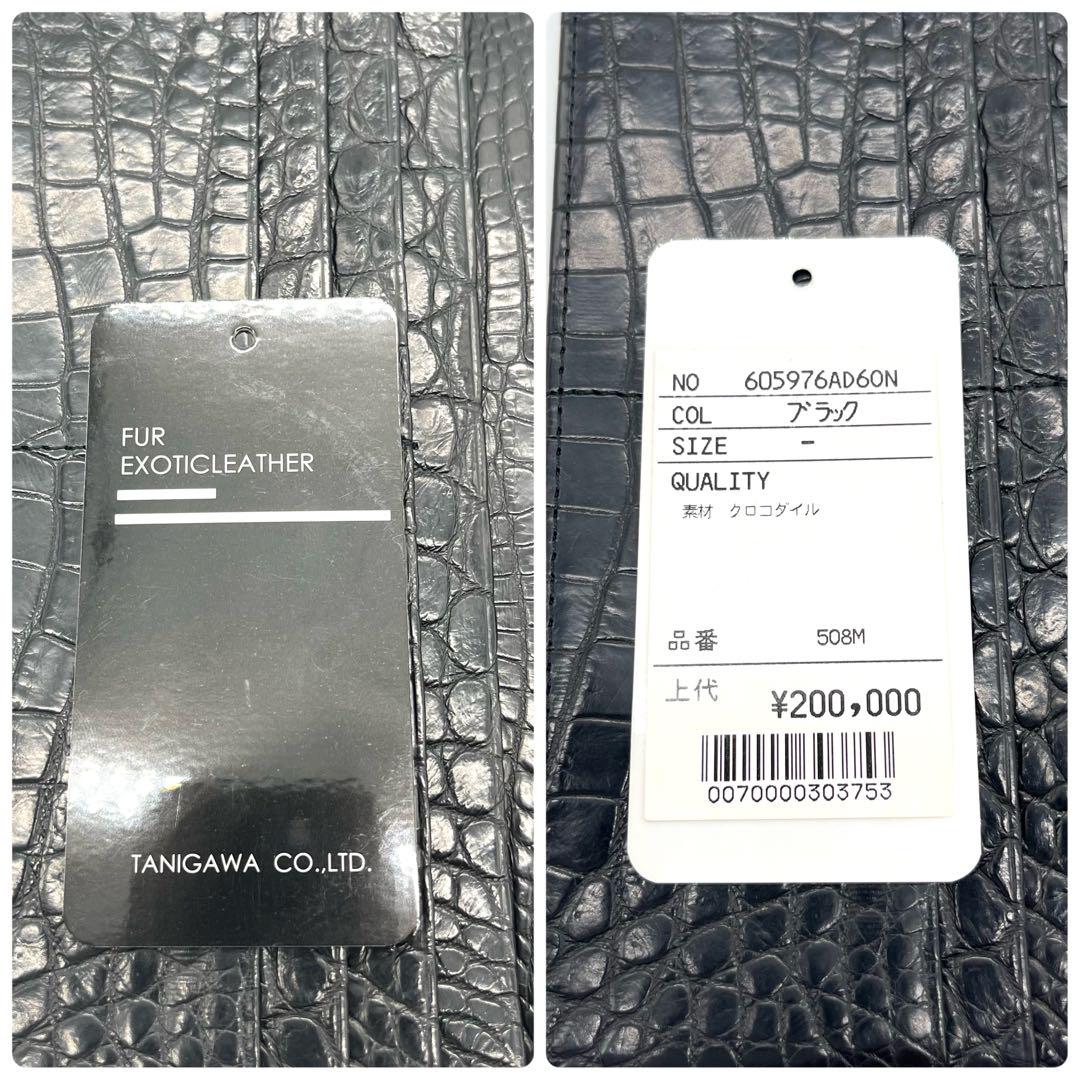 FUR
EXOTICLEATHER
TANIGAWA CO.,LTD.
NO 605976AD60N
COL ブラック
SIZE -
QUALITY
素材 クロコダイル
品番 508M
上代 ¥200,000
0070000303753